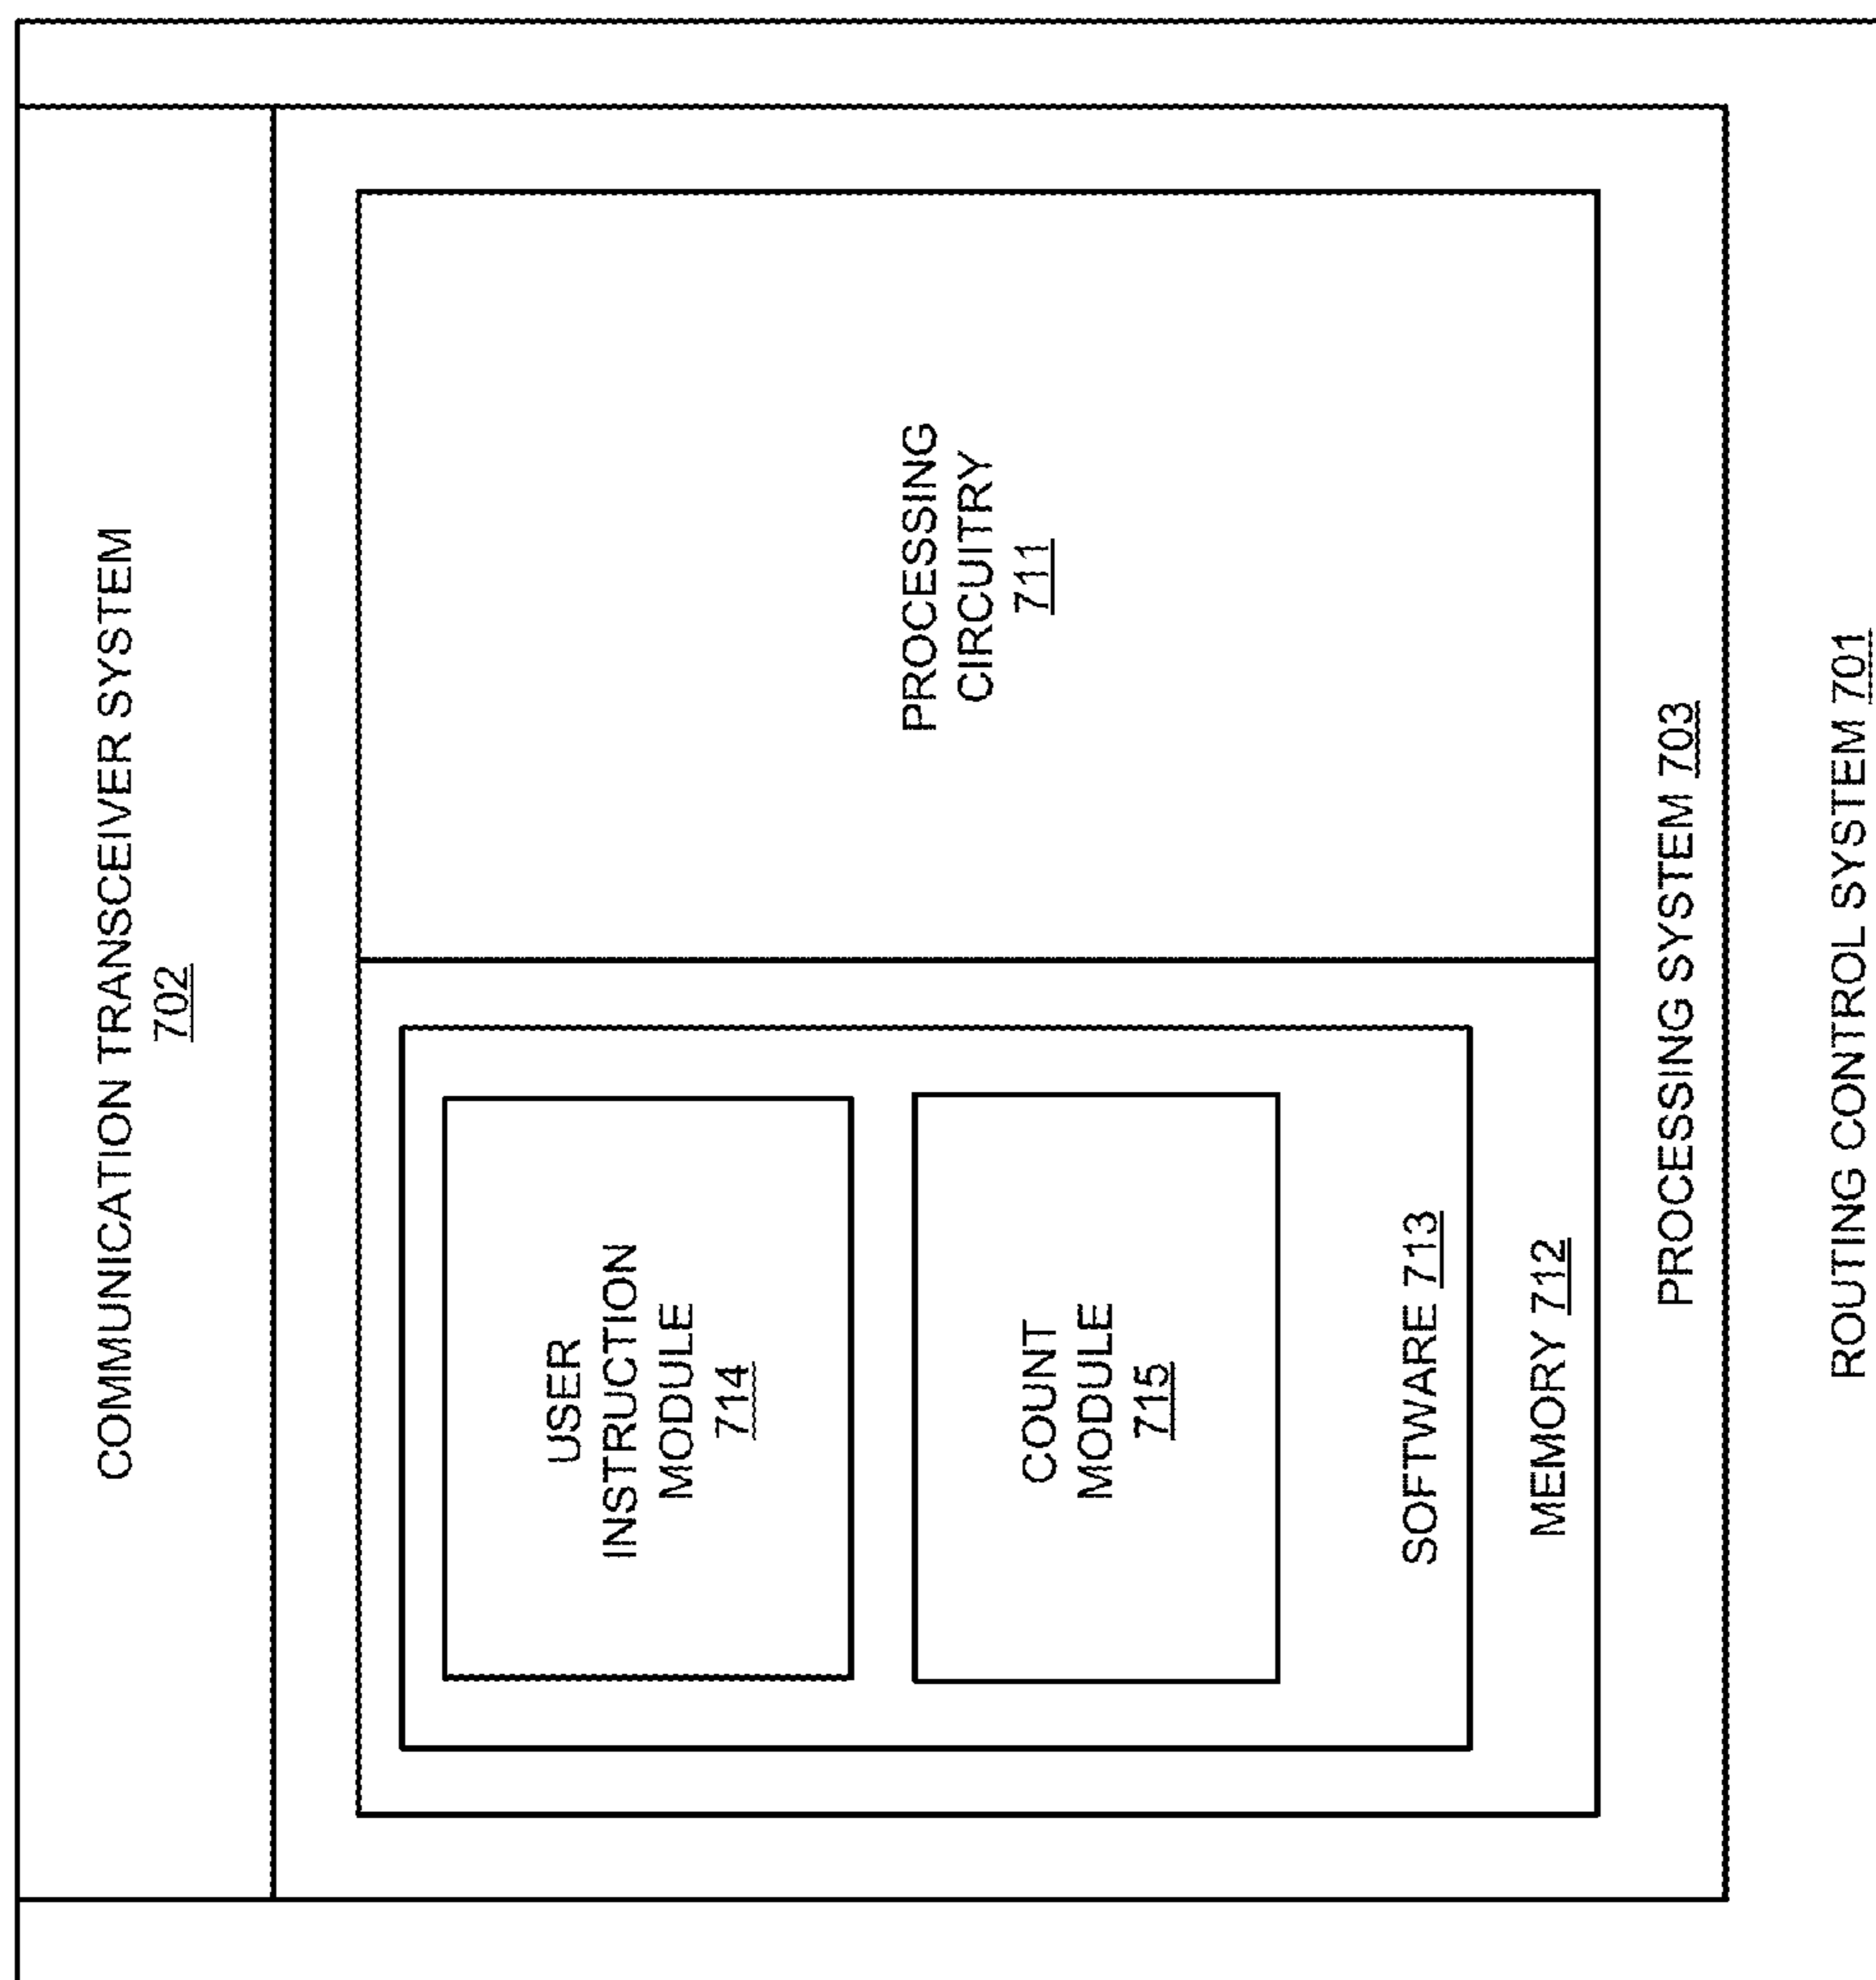 COMMUNICATION TRANSCEIVER SYSTEM
702
USER
INSTRUCTION
MODULE
714
COUNT
MODULE
715
SOFTWARE 713
MEMORY 712
PROCESSING
CIRCUITRY
711
PROCESSING SYSTEM 703
ROUTING CONTROL SYSTEM 701